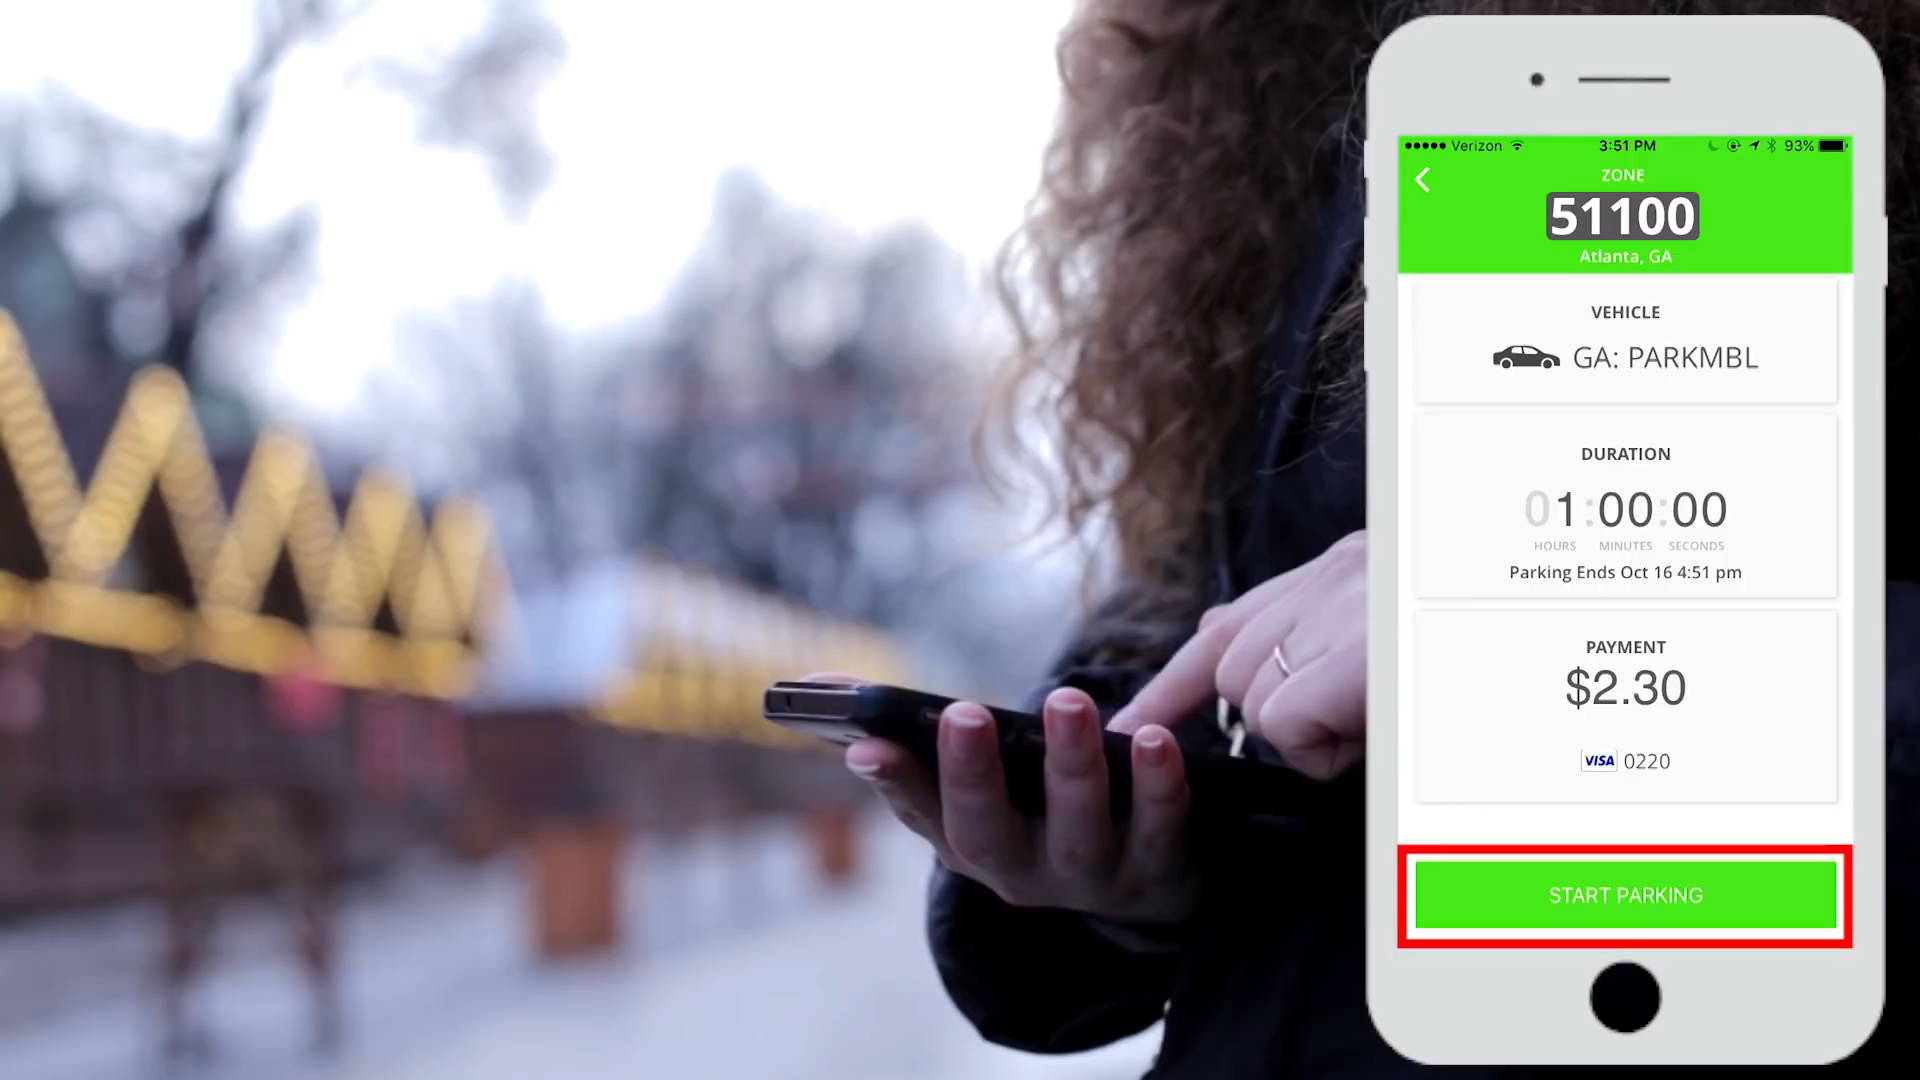 Verizon 3:51 PM 93%
ZONE
51100
Atlanta, GA
VEHICLE
GA: PARKMBL
DURATION
01:00:00
HOURS MINUTES SECONDS
Parking Ends Oct 16 4:51 pm
PAYMENT
$2.30
VISA 0220
START PARKING